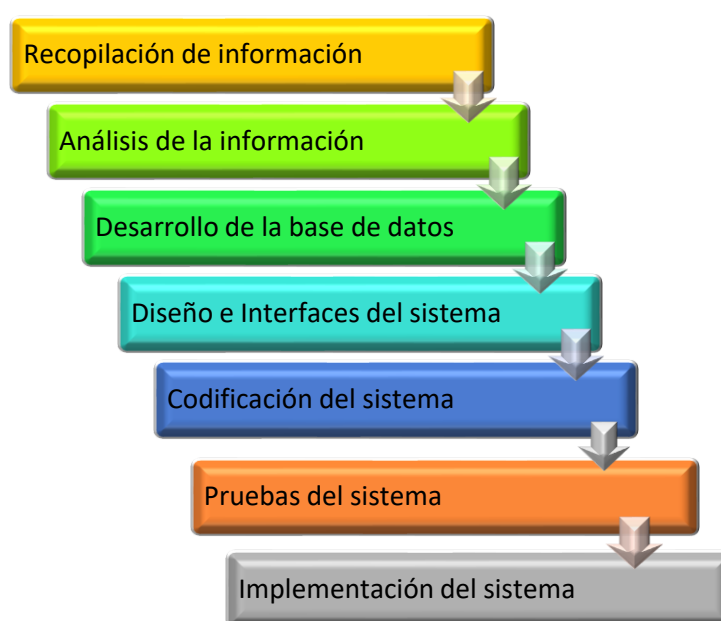 Recopilación de información
Análisis de la información
Desarrollo de la base de datos
Diseño e Interfaces del sistema
Codificación del sistema
Pruebas del sistema
Implementación del sistema